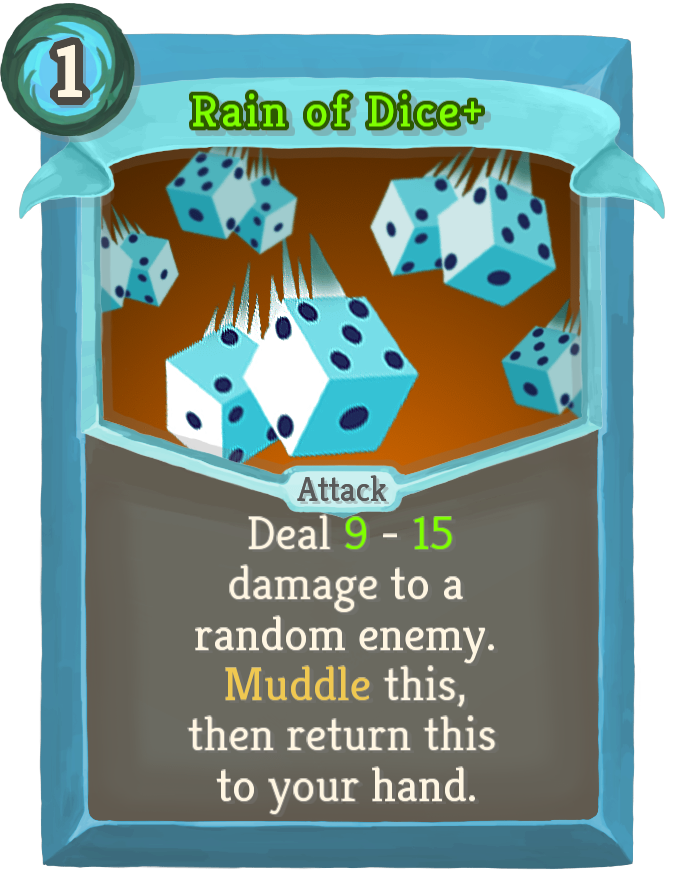 1
Rain of Dice+
Attack
Deal 9 - 15
damage to a
random enemy.
Muddle this,
then return this
to your hand.